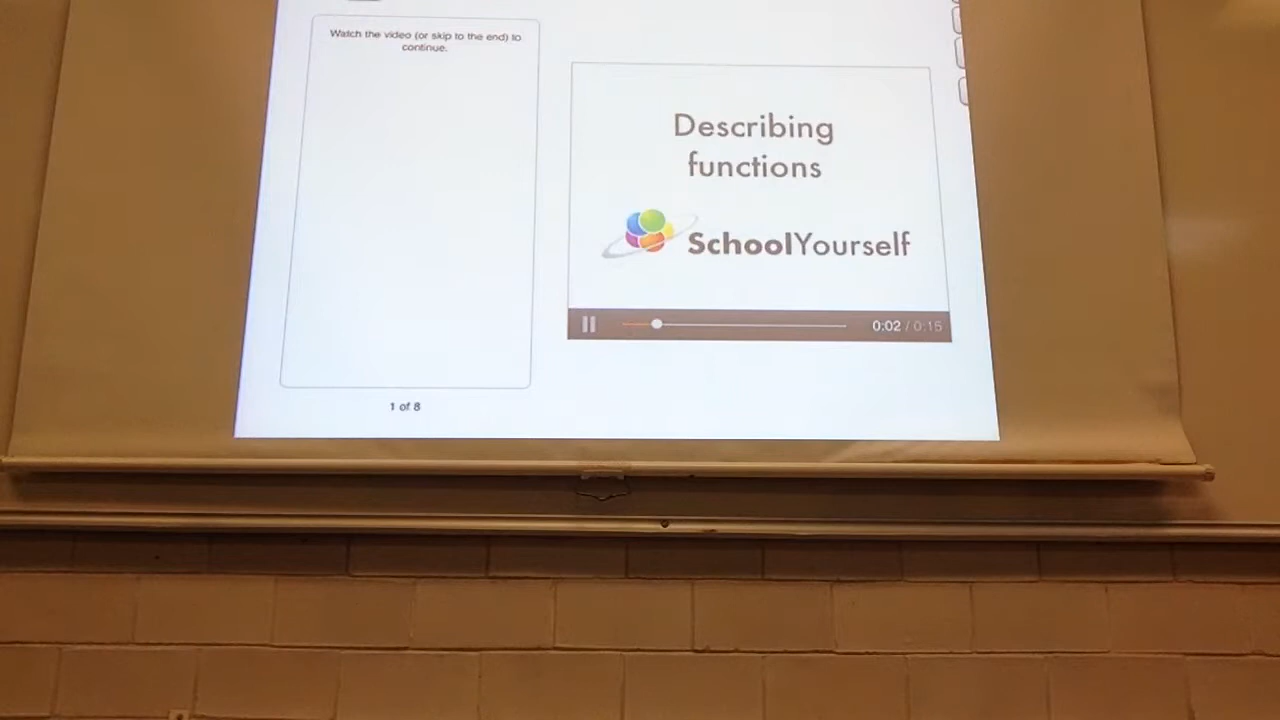 Watch the video (or skip to the end) to
continue.
Describing
functions
SchoolYourself
0:02 / 0:15
1 of 8